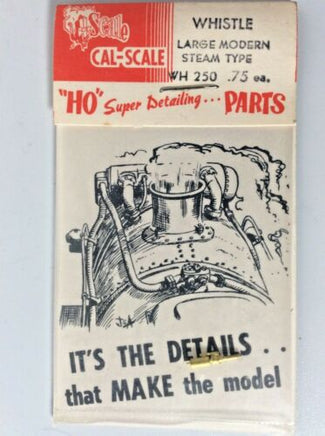 Cal Scale
WHISTLE
LARGE MODERN
STEAM TYPE
CAL-SCALE
WH 250 .75 ea.
"HO" Super Detailing... PARTS
IT'S THE DETAILS . .
that MAKE the model